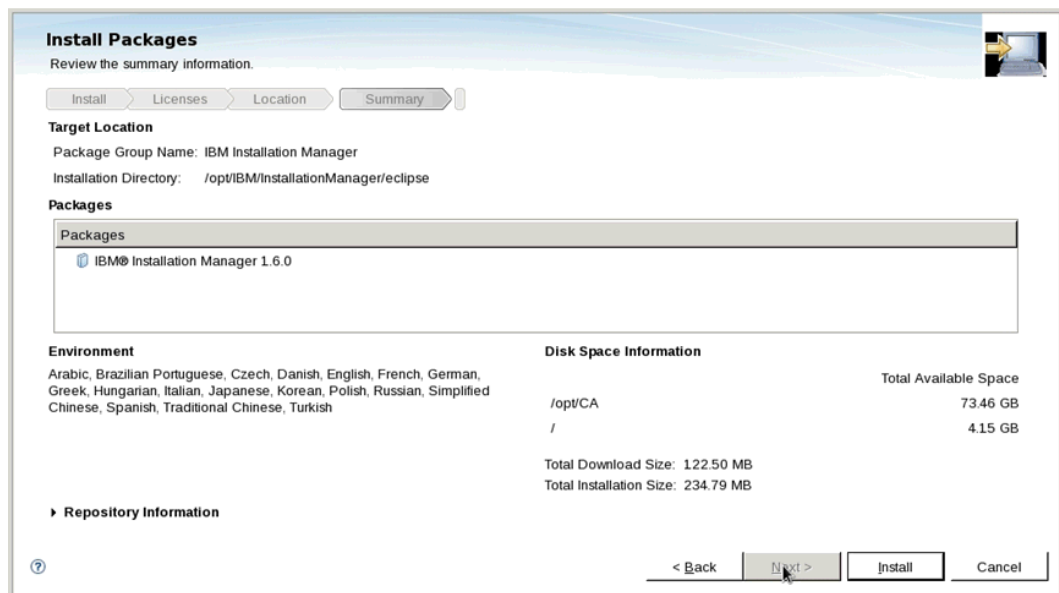 Install Packages
Review the summary information.
Install
Licenses
Location
Summary
Target Location
Package Group Name: IBM Installation Manager
Installation Directory: /opt/IBM/InstallationManager/eclipse
Packages
Packages
IBM® Installation Manager 1.6.0
Environment
Arabic, Brazilian Portuguese, Czech, Danish, English, French, German,
Greek, Hungarian, Italian, Japanese, Korean, Polish, Russian, Simplified
Chinese, Spanish, Traditional Chinese, Turkish
Disk Space Information
Total Available Space
/opt/CA 73.46 GB
/ 4.15 GB
Total Download Size: 122.50 MB
Total Installation Size: 234.79 MB
Repository Information
?
< Back
Next >
Install
Cancel